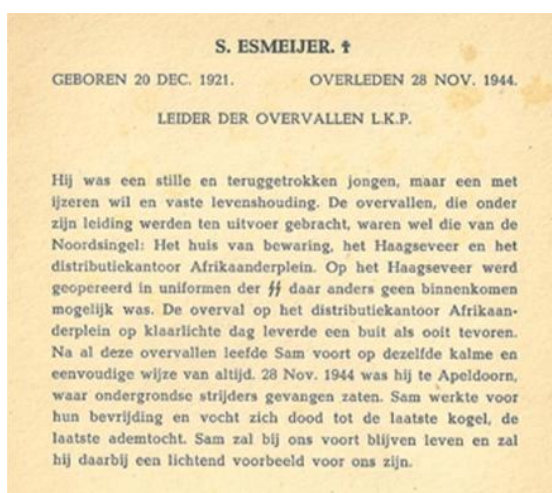 S. ESMEIJER. ✝
GEBOREN 20 DEC. 1921. OVERLEDEN 28 NOV. 1944.
LEIDER DER OVERVALLEN L.K.P.
Hij was een stille en teruggetrokken jongen, maar een met
ijzeren wil en vaste levenshouding. De overvallen, die onder
zijn leiding werden ten uitvoer gebracht, waren wel die van de
Noordsingel: Het huis van bewaring, het Haagseveer en het
distributiekantoor Afrikaanderplein. Op het Haagseveer werd
geopereerd in uniformen der ᛋᛋ daar anders geen binnenkomen
mogelijk was. De overval op het distributiekantoor Afrikaan-
derplein op klaarlichte dag leverde een buit als ooit tevoren.
Na al deze overvallen leefde Sam voort op dezelfde kalme en
eenvoudige wijze van altijd. 28 Nov. 1944 was hij te Apeldoorn,
waar ondergrondse strijders gevangen zaten. Sam werkte voor
hun bevrijding en vocht zich dood tot de laatste kogel, de
laatste ademtocht. Sam zal bij ons voort blijven leven en zal
hij daarbij een lichtend voorbeeld voor ons zijn.